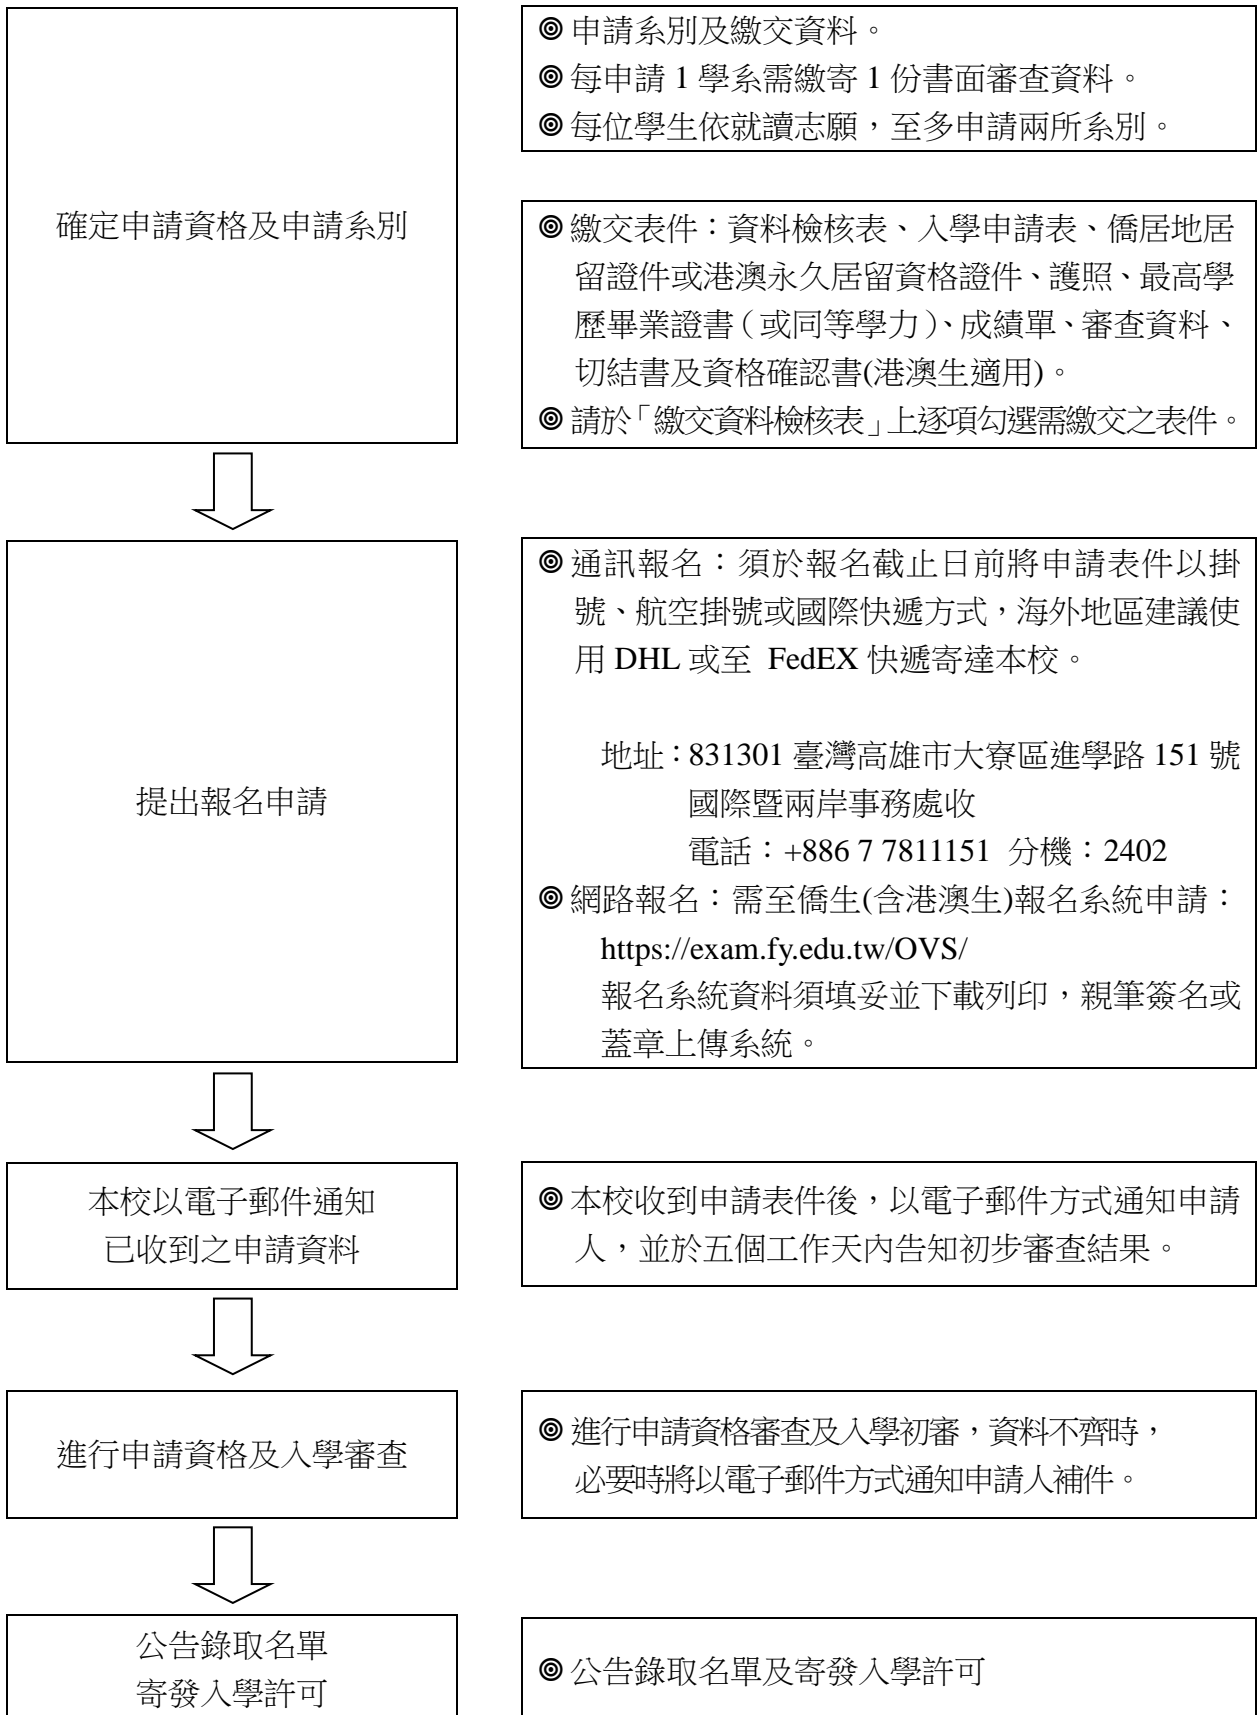 確定申請資格及申請系別
◎申請系別及繳交資料。
◎每申請 1 學系需繳寄 1 份書面審查資料。
◎每位學生依就讀志願，至多申請兩所系別。
◎繳交表件：資料檢核表、入學申請表、僑居地居
留證件或港澳永久居留資格證件、護照、最高學
歷畢業證書（或同等學力）、成績單、審查資料、
切結書及資格確認書(港澳生適用)。
◎請於「繳交資料檢核表」上逐項勾選需繳交之表件。
提出報名申請
◎通訊報名：須於報名截止日前將申請表件以掛
號、航空掛號或國際快遞方式，海外地區建議使
用 DHL 或至 FedEX 快遞寄達本校。
地址：831301 臺灣高雄市大寮區進學路 151 號
國際暨兩岸事務處收
電話：+886 7 7811151 分機：2402
◎網路報名：需至僑生(含港澳生)報名系統申請：
https://exam.fy.edu.tw/OVS/
報名系統資料須填妥並下載列印，親筆簽名或
蓋章上傳系統。
本校以電子郵件通知
已收到之申請資料
◎本校收到申請表件後，以電子郵件方式通知申請
人，並於五個工作天內告知初步審查結果。
進行申請資格及入學審查
◎進行申請資格審查及入學初審，資料不齊時，
必要時將以電子郵件方式通知申請人補件。
公告錄取名單
寄發入學許可
◎公告錄取名單及寄發入學許可